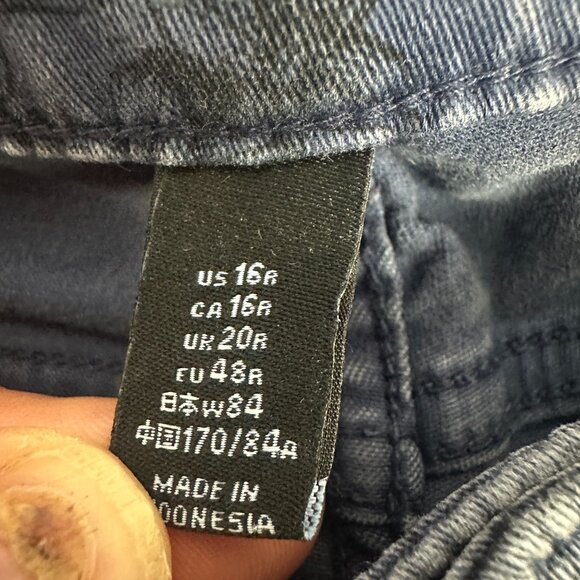 US 16R
CA 16R
UK 20R
EU 48R
日本W84
中国170/84A
MADE IN
DONESIA